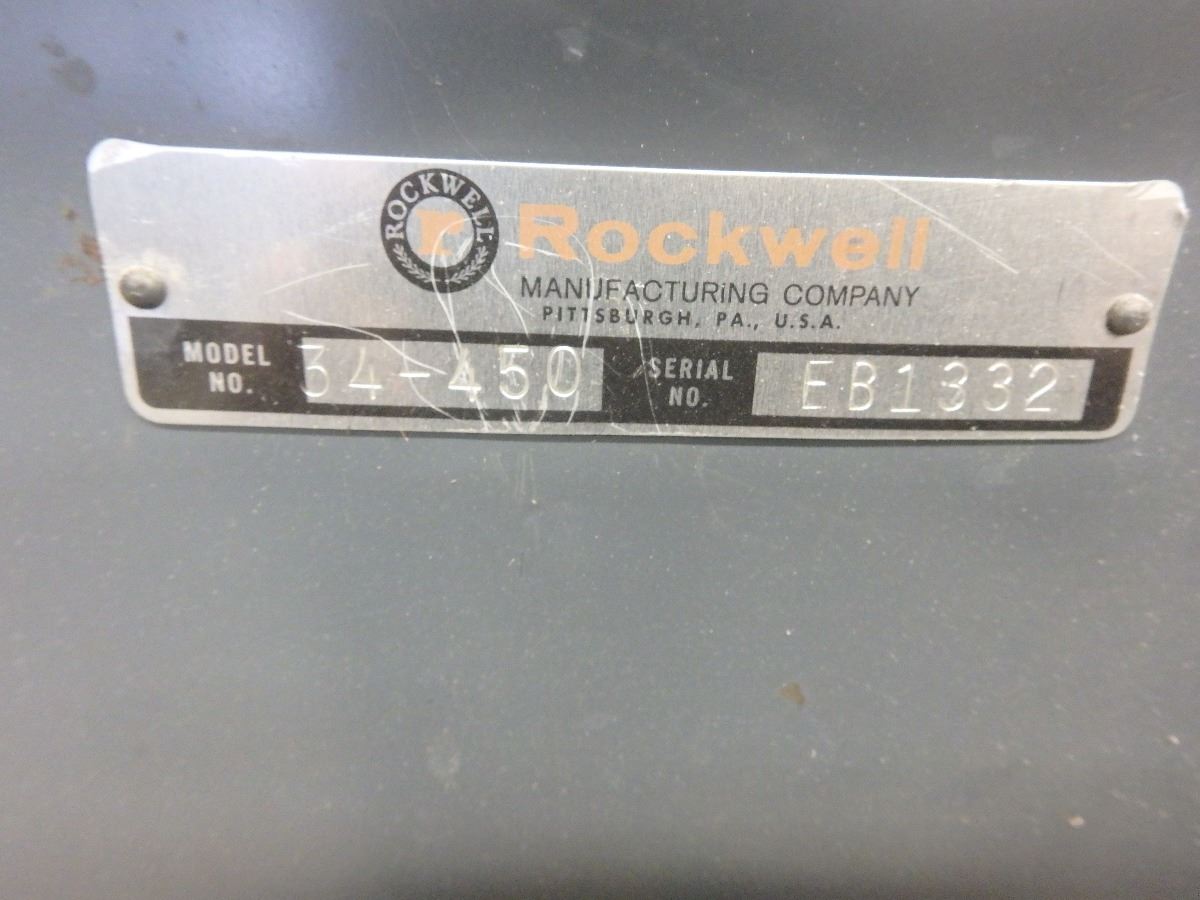 ROCKWELL
r Rockwell
MANUFACTURiNG COMPANY
PITTSBURGH, PA., U.S.A.
MODEL NO. 34-450 SERIAL NO. EB1332